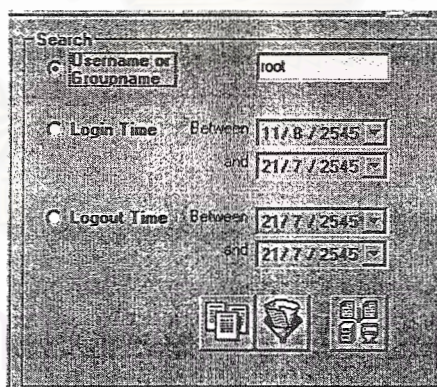 Search
Username or
Groupname
root
Login Time Between 11/ 8 / 2545
and 21/ 7 / 2545
Logout Time Between 21/ 7 / 2545
and 21/ 7 / 2545